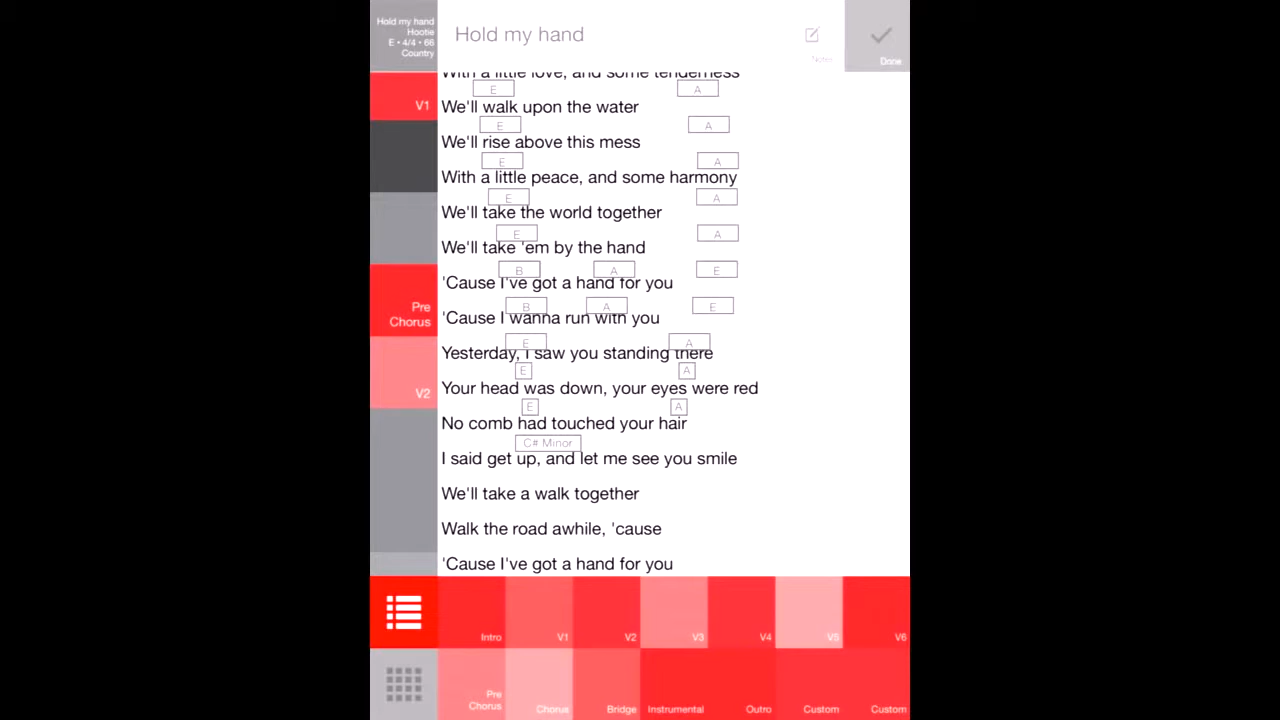 Hold my hand
Hootie
E • 4/4 • 66
Country
Hold my hand
Notes
Done
With a little love, and some tenderness
E A
V1
We'll walk upon the water
E A
We'll rise above this mess
E A
With a little peace, and some harmony
E A
We'll take the world together
E A
We'll take 'em by the hand
B A E
'Cause I've got a hand for you
Pre
Chorus
B A E
'Cause I wanna run with you
E A
Yesterday, I saw you standing there
E A
Your head was down, your eyes were red
V2
E A
No comb had touched your hair
C# Minor
I said get up, and let me see you smile
We'll take a walk together
Walk the road awhile, 'cause
'Cause I've got a hand for you
Intro V1 V2 V3 V4 V5 V6
Pre
Chorus Chorus Bridge Instrumental Outro Custom Custom